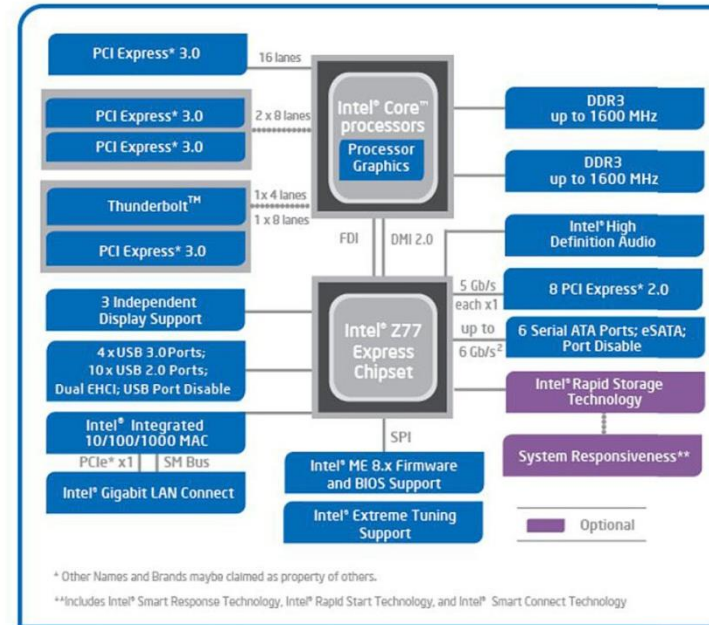 PCI Express* 3.0
16 lanes
PCI Express* 3.0
PCI Express* 3.0
2 x 8 lanes
Thunderbolt™
PCI Express* 3.0
1x 4 lanes
1 x 8 lanes
Intel® Core™
processors
Processor
Graphics
DDR3
up to 1600 MHz
DDR3
up to 1600 MHz
FDI
DMI 2.0
Intel® High
Definition Audio
5 Gb/s
each x1
8 PCI Express* 2.0
3 Independent
Display Support
Intel® Z77
Express
Chipset
up to
6 Gb/s²
6 Serial ATA Ports; eSATA;
Port Disable
4 x USB 3.0 Ports;
10x USB 2.0 Ports;
Dual EHCI; USB Port Disable
Intel® Rapid Storage
Technology
Intel® Integrated
10/100/1000 MAC
PCIe* x1
SM Bus
Intel® Gigabit LAN Connect
SPI
Intel® ME 8.x Firmware
and BIOS Support
System Responsiveness**
Intel® Extreme Tuning
Support
Optional
* Other Names and Brands maybe claimed as property of others.
**Includes Intel® Smart Response Technology, Intel® Rapid Start Technology, and Intel® Smart Connect Technology